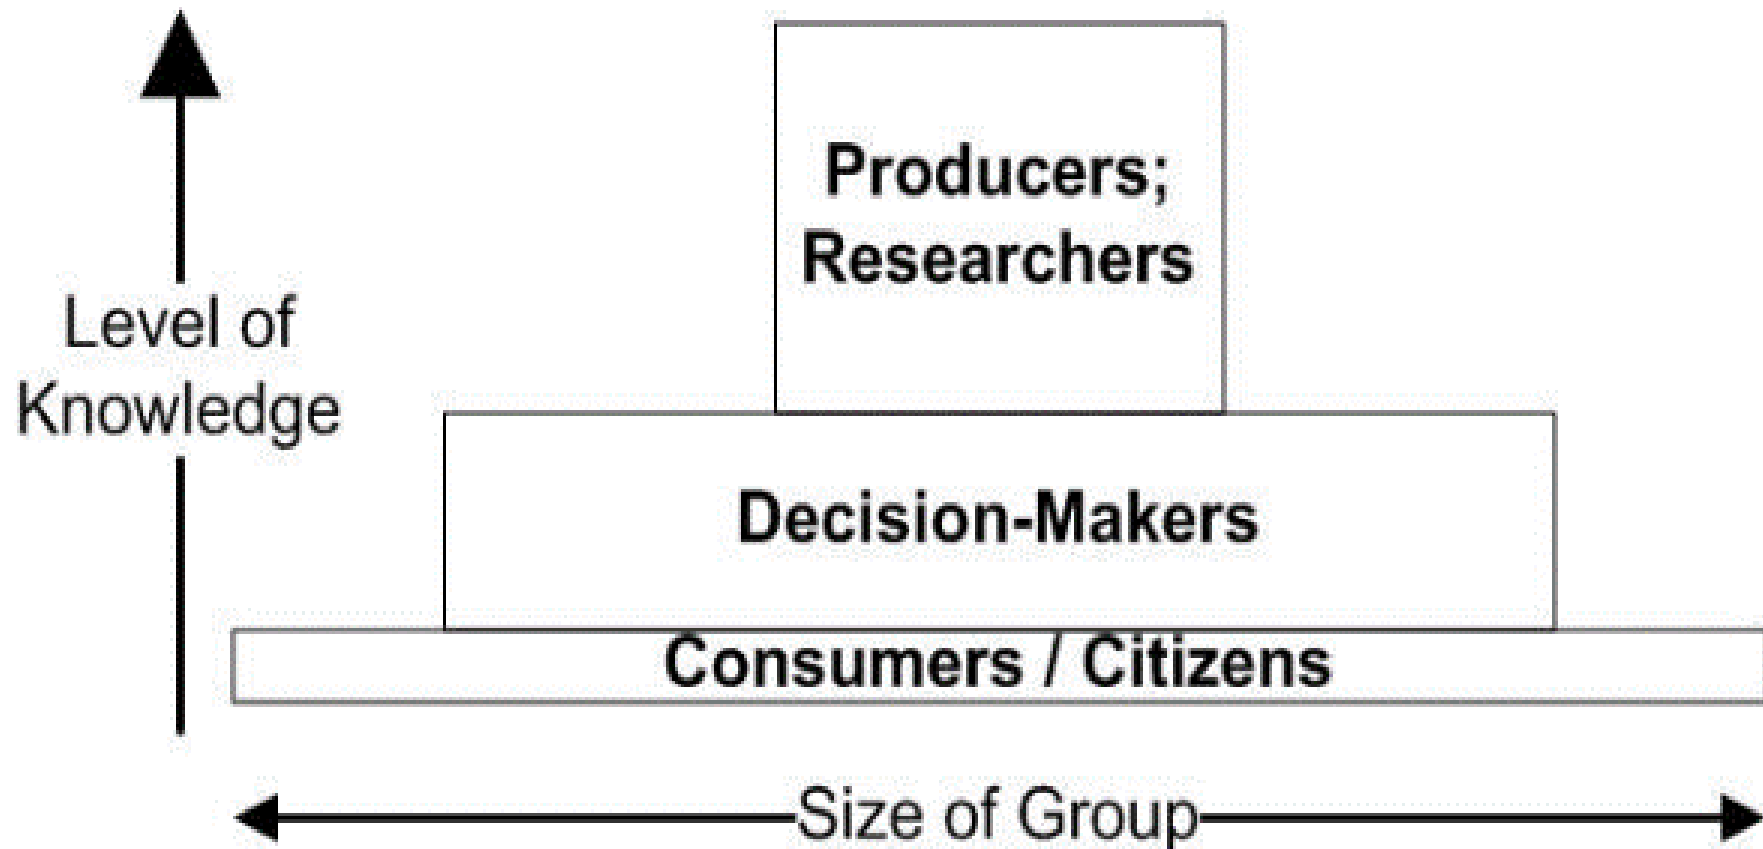 Producers;
Researchers
Level of
Knowledge
Decision-Makers
Consumers / Citizens
Size of Group